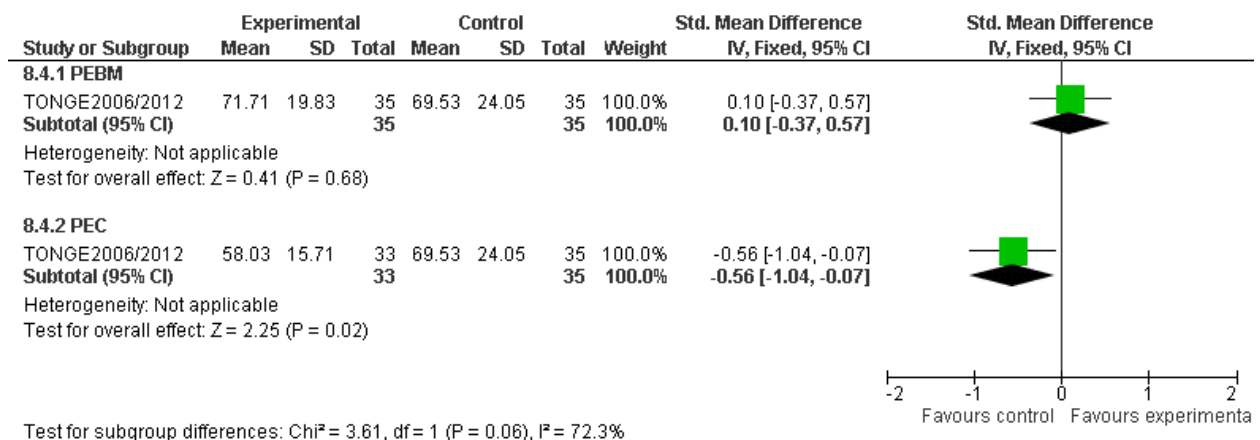 Experimental Control Std. Mean Difference Std. Mean Difference
Study or Subgroup Mean SD Total Mean SD Total Weight IV, Fixed, 95% CI IV, Fixed, 95% CI
8.4.1 PEBM
TONGE2006/2012 71.71 19.83 35 69.53 24.05 35 100.0% 0.10 [-0.37, 0.57]
Subtotal (95% CI) 35 35 100.0% 0.10 [-0.37, 0.57]
Heterogeneity: Not applicable
Test for overall effect: Z = 0.41 (P = 0.68)
8.4.2 PEC
TONGE2006/2012 58.03 15.71 33 69.53 24.05 35 100.0% -0.56 [-1.04, -0.07]
Subtotal (95% CI) 33 35 100.0% -0.56 [-1.04, -0.07]
Heterogeneity: Not applicable
Test for overall effect: Z = 2.25 (P = 0.02)
-2 -1 0 1 2
Favours control Favours experimenta
Test for subgroup differences: Chi² = 3.61, df = 1 (P = 0.06), I² = 72.3%